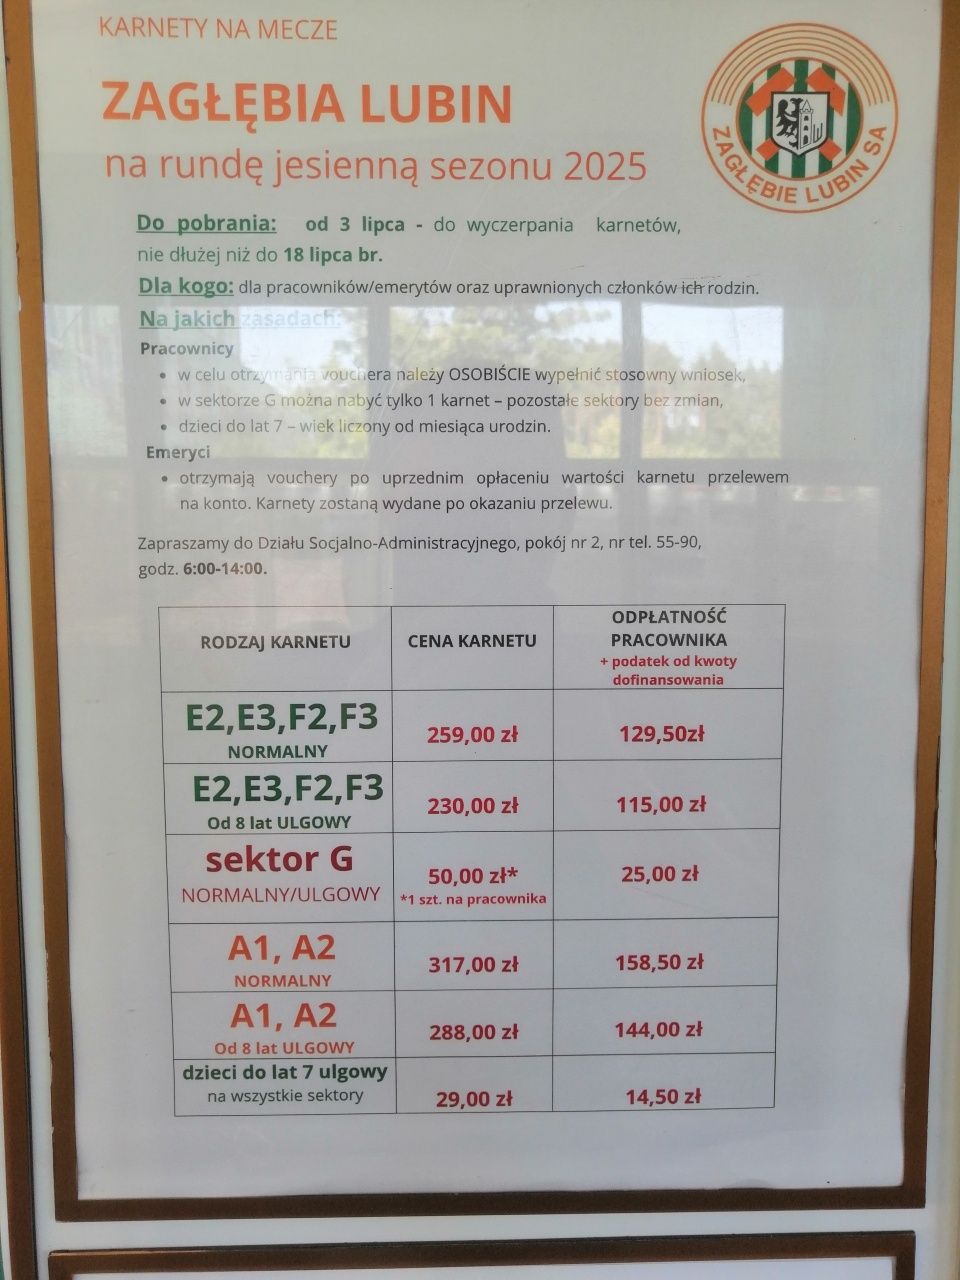 KARNETY NA MECZE
ZAGŁĘBIA LUBIN
na rundę jesienną sezonu 2025
ZAGŁĘBIE LUBIN SA
Do pobrania: od 3 lipca - do wyczerpania karnetów,
nie dłużej niż do 18 lipca br.
Dla kogo: dla pracowników/emerytów oraz uprawnionych członków ich rodzin.
Na jakich zasadach:
Pracownicy
• w celu otrzymania vouchera należy OSOBIŚCIE wypełnić stosowny wniosek,
• w sektorze G można nabyć tylko 1 karnet – pozostałe sektory bez zmian,
• dzieci do lat 7 – wiek liczony od miesiąca urodzin.
Emeryci
• otrzymają vouchery po uprzednim opłaceniu wartości karnetu przelewem
na konto. Karnety zostaną wydane po okazaniu przelewu.
Zapraszamy do Działu Socjalno-Administracyjnego, pokój nr 2, nr tel. 55-90,
godz. 6:00-14:00.
RODZAJ KARNETU CENA KARNETU ODPŁATNOŚĆ
PRACOWNIKA
+ podatek od kwoty
dofinansowania
E2,E3,F2,F3
NORMALNY
259,00 zł 129,50zł
E2,E3,F2,F3
Od 8 lat ULGOWY
230,00 zł 115,00 zł
sektor G
NORMALNY/ULGOWY
50,00 zł*
*1 szt. na pracownika
25,00 zł
A1, A2
NORMALNY
317,00 zł 158,50 zł
A1, A2
Od 8 lat ULGOWY
288,00 zł 144,00 zł
dzieci do lat 7 ulgowy
na wszystkie sektory
29,00 zł 14,50 zł